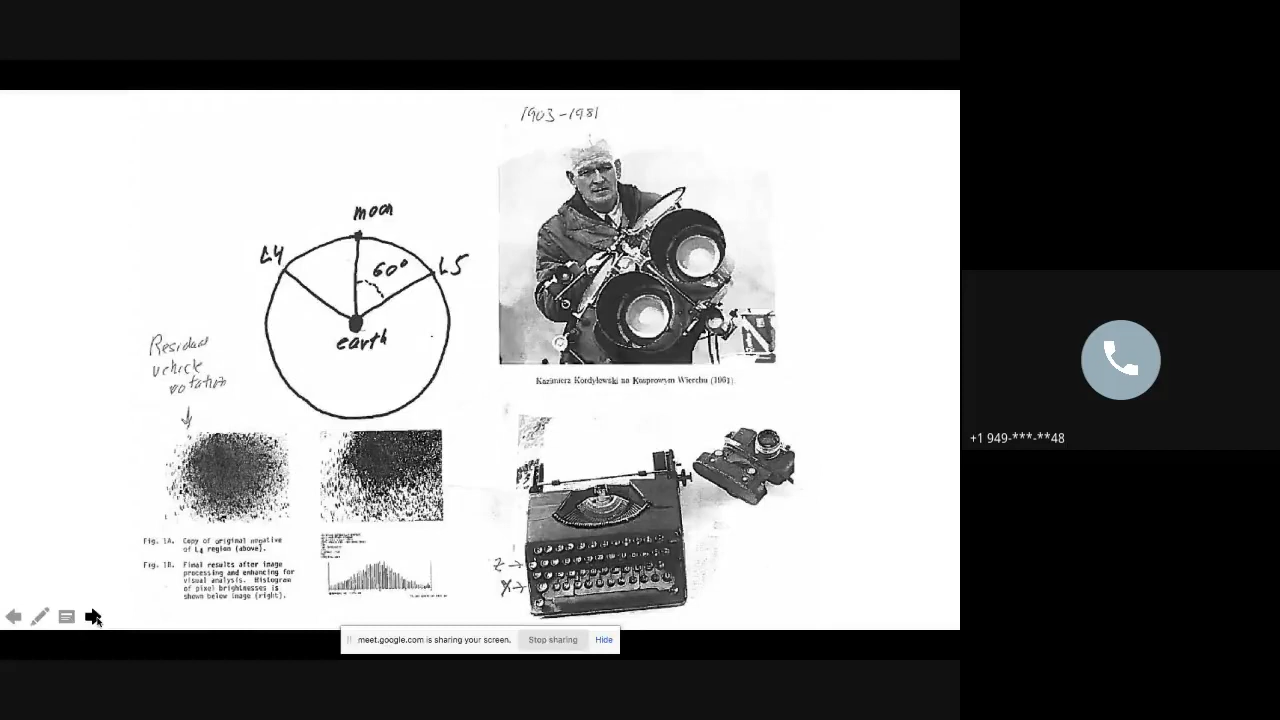 1903-1981
moon
L4
60°
L5
earth
Residual
vehicle
rotation
Kazimierz Kordylewski na Kasprowym Wierchu (1961).
Fig. 1A. Copy of original negative
of L4 region (above).
Fig. 1B. Final results after image
processing and enhancing for
visual analysis. Histogram
of pixel brightnesses is
shown below image (right).
Z →
Y →
meet.google.com is sharing your screen.
Stop sharing
Hide
+1 949-***-**48